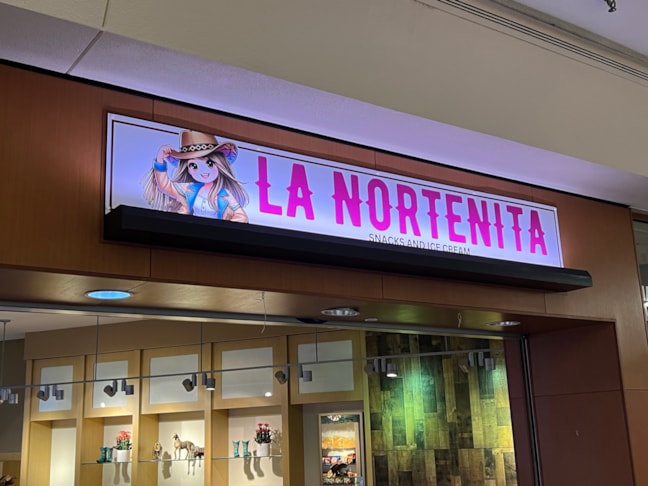 LA NORTENITA
SNACKS AND ICE CREAM